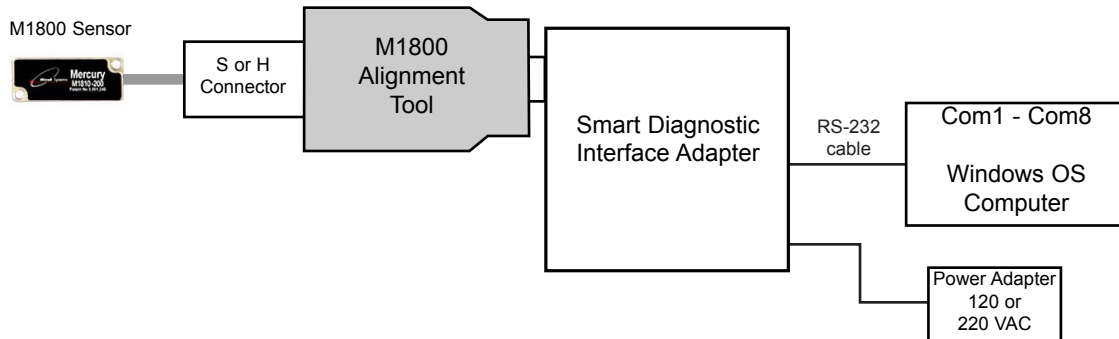 M1800 Sensor
Mercury
M1810-200
S or H
Connector
M1800
Alignment
Tool
Smart Diagnostic
Interface Adapter
RS-232
cable
Com1 - Com8
Windows OS
Computer
Power Adapter
120 or
220 VAC